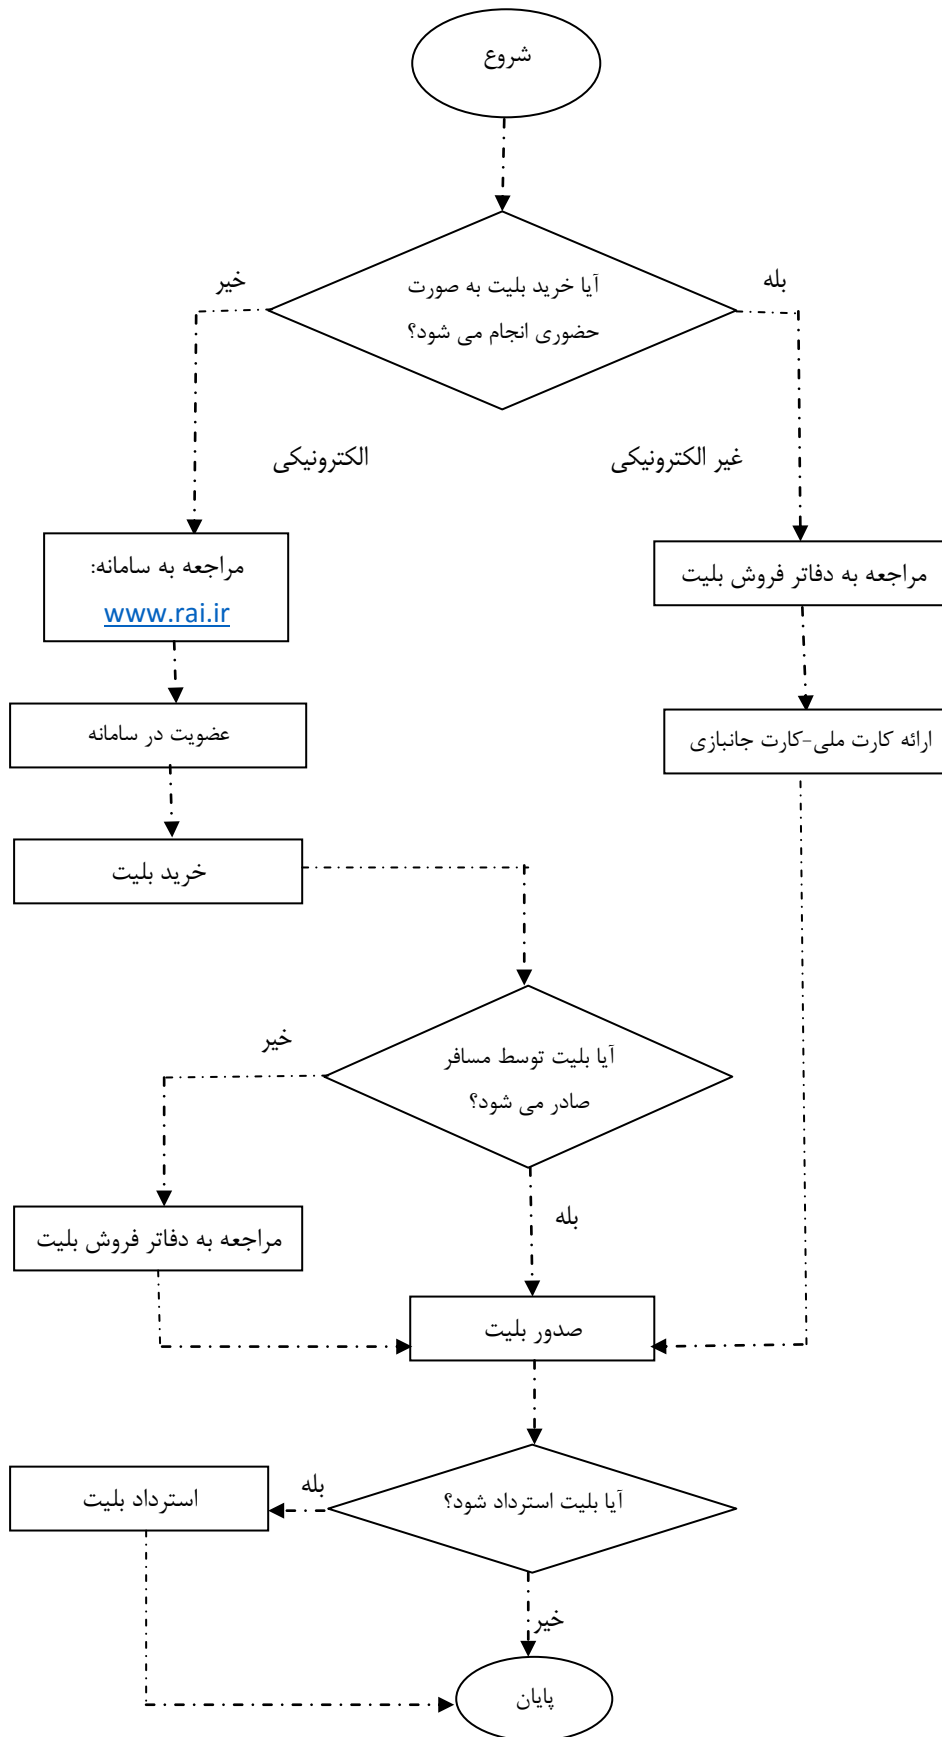 شروع
آیا خرید بلیت به صورت
حضوری انجام می شود؟
بله
خیر
غیر الکترونیکی
الکترونیکی
مراجعه به دفاتر فروش بلیت
مراجعه به سامانه:
www.rai.ir
ارائه کارت ملی-کارت جانبازی
عضویت در سامانه
خرید بلیت
آیا بلیت توسط مسافر
صادر می شود؟
خیر
بله
مراجعه به دفاتر فروش بلیت
صدور بلیت
آیا بلیت استرداد شود؟
بله
استرداد بلیت
خیر
پایان